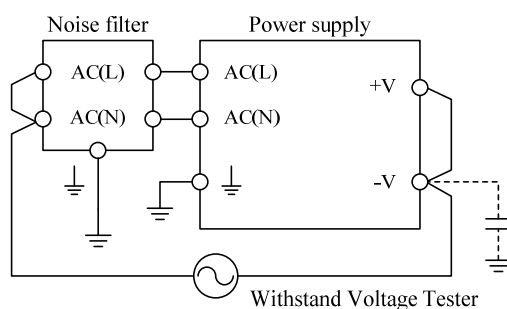 Noise filter
Power supply
AC(L)
AC(L)
+V
AC(N)
AC(N)
-V
Withstand Voltage Tester